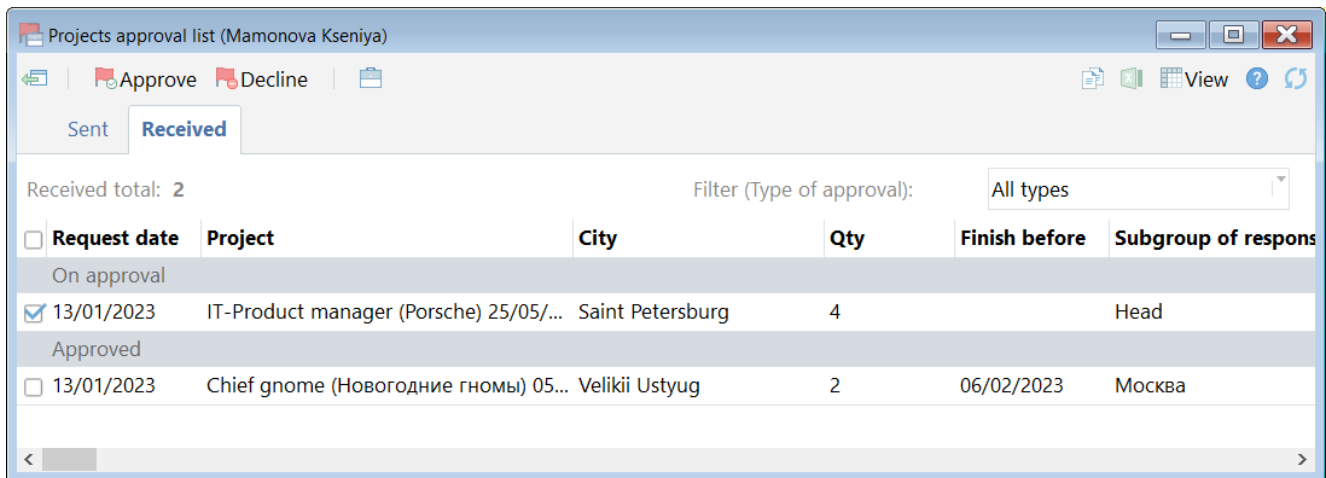 Projects approval list (Mamonova Kseniya)
Approve Decline View
Sent Received
Received total: 2 Filter (Type of approval): All types
Request date Project City Qty Finish before Subgroup of respons
On approval
13/01/2023 IT-Product manager (Porsche) 25/05/... Saint Petersburg 4 Head
Approved
13/01/2023 Chief gnome (Новогодние гномы) 05... Velikii Ustyug 2 06/02/2023 Москва